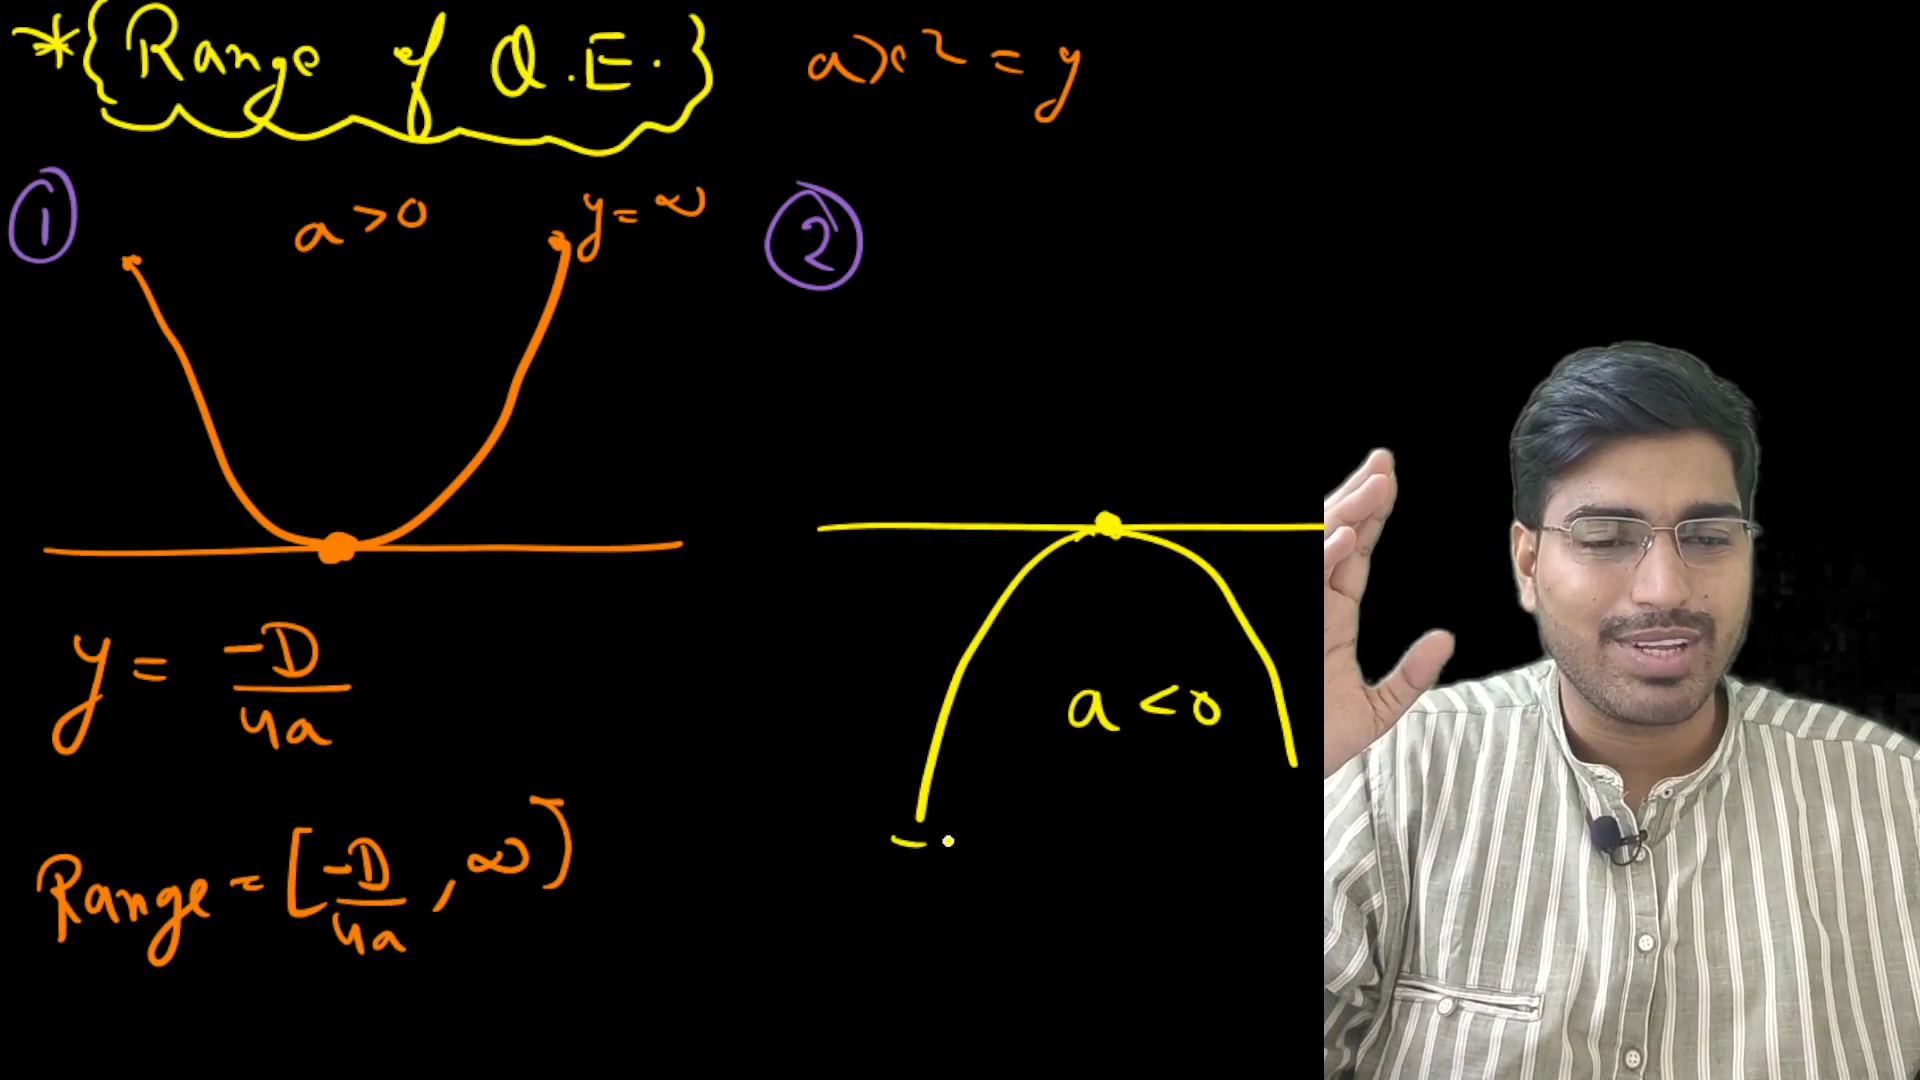 *{Range of Q.E.}
ax² = y
①
a > 0
y = ∞
y = -D/4a
Range = [-D/4a, ∞)
②
a < 0
-